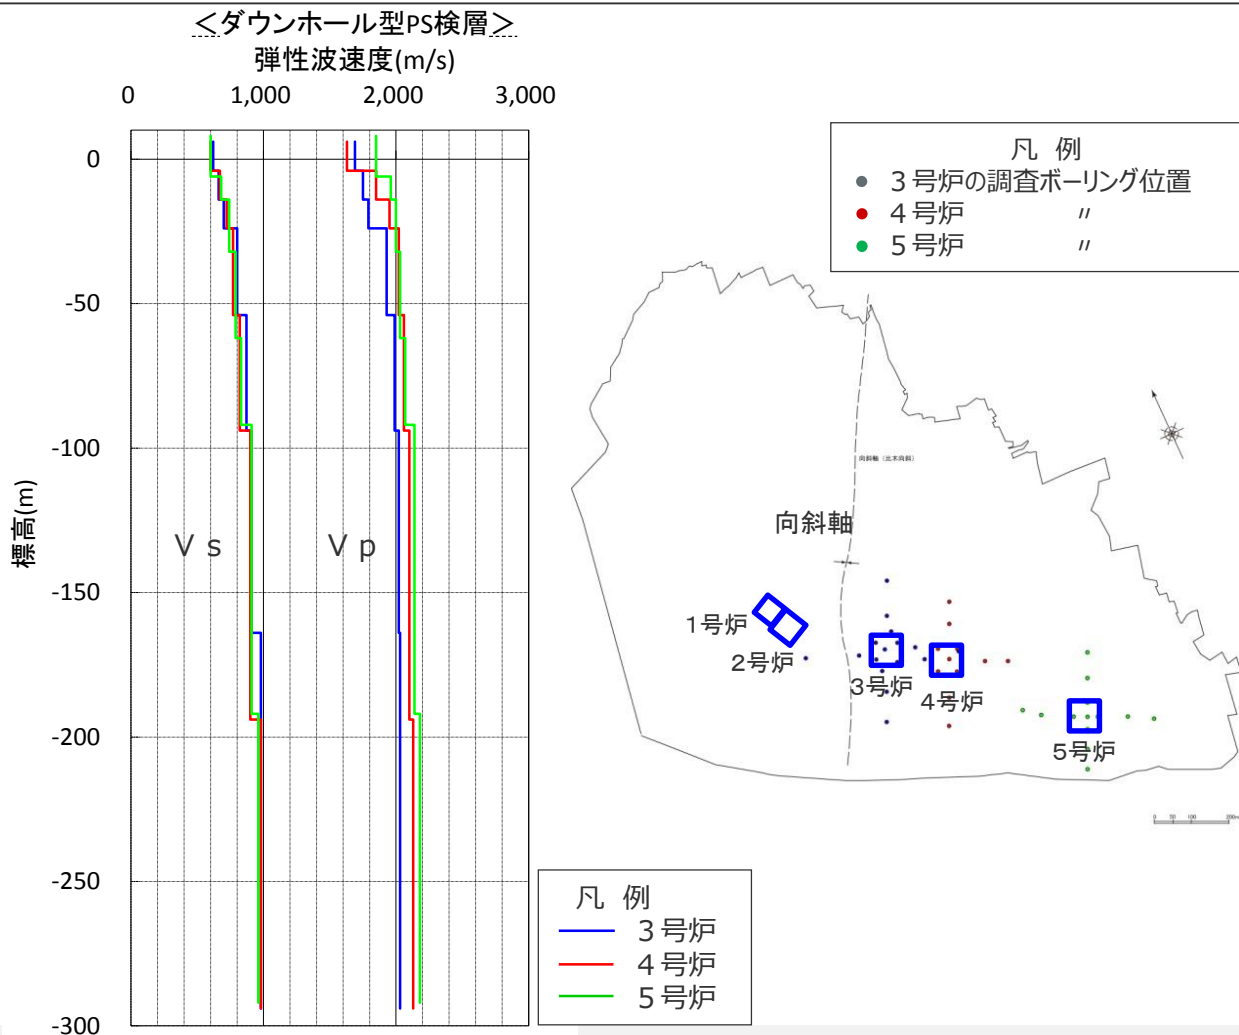 ＜ダウンホール型PS検層＞
弾性波速度(m/s)
0 1,000 2,000 3,000
0
-50
-100
-150
-200
-250
-300
標高(m)
Ｖｓ
Ｖｐ
凡 例
３号炉の調査ボーリング位置
４号炉 〃
５号炉 〃
向斜軸
1号炉
2号炉
3号炉
4号炉
5号炉
凡 例
３号炉
４号炉
５号炉